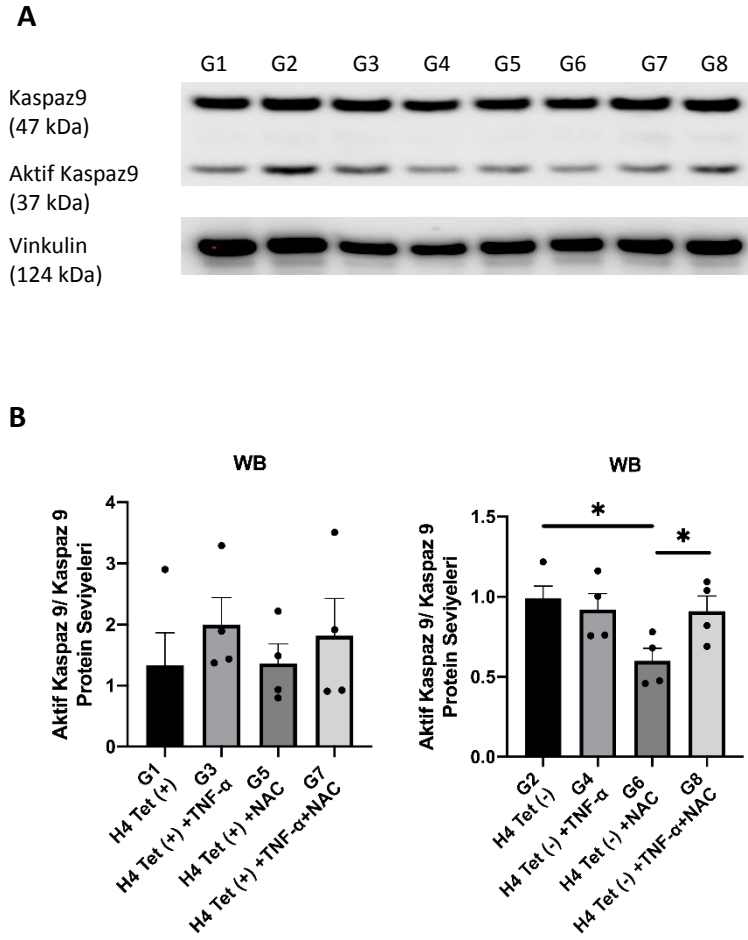 A
G1 G2 G3 G4 G5 G6 G7 G8
Kaspaz9
(47 kDa)
Aktif Kaspaz9
(37 kDa)
Vinkulin
(124 kDa)
B
WB
Aktif Kaspaz 9/ Kaspaz 9
Protein Seviyeleri
4
3
2
1
0
G1
H4 Tet (+)
G3
H4 Tet (+) +TNF-α
G5
H4 Tet (+) +NAC
G7
H4 Tet (+) +TNF-α+NAC
WB
Aktif Kaspaz 9/ Kaspaz 9
Protein Seviyeleri
1.5
1.0
0.5
0.0
*
*
G2
H4 Tet (-)
G4
H4 Tet (-) +TNF-α
G6
H4 Tet (-) +NAC
G8
H4 Tet (-) +TNF-α+NAC